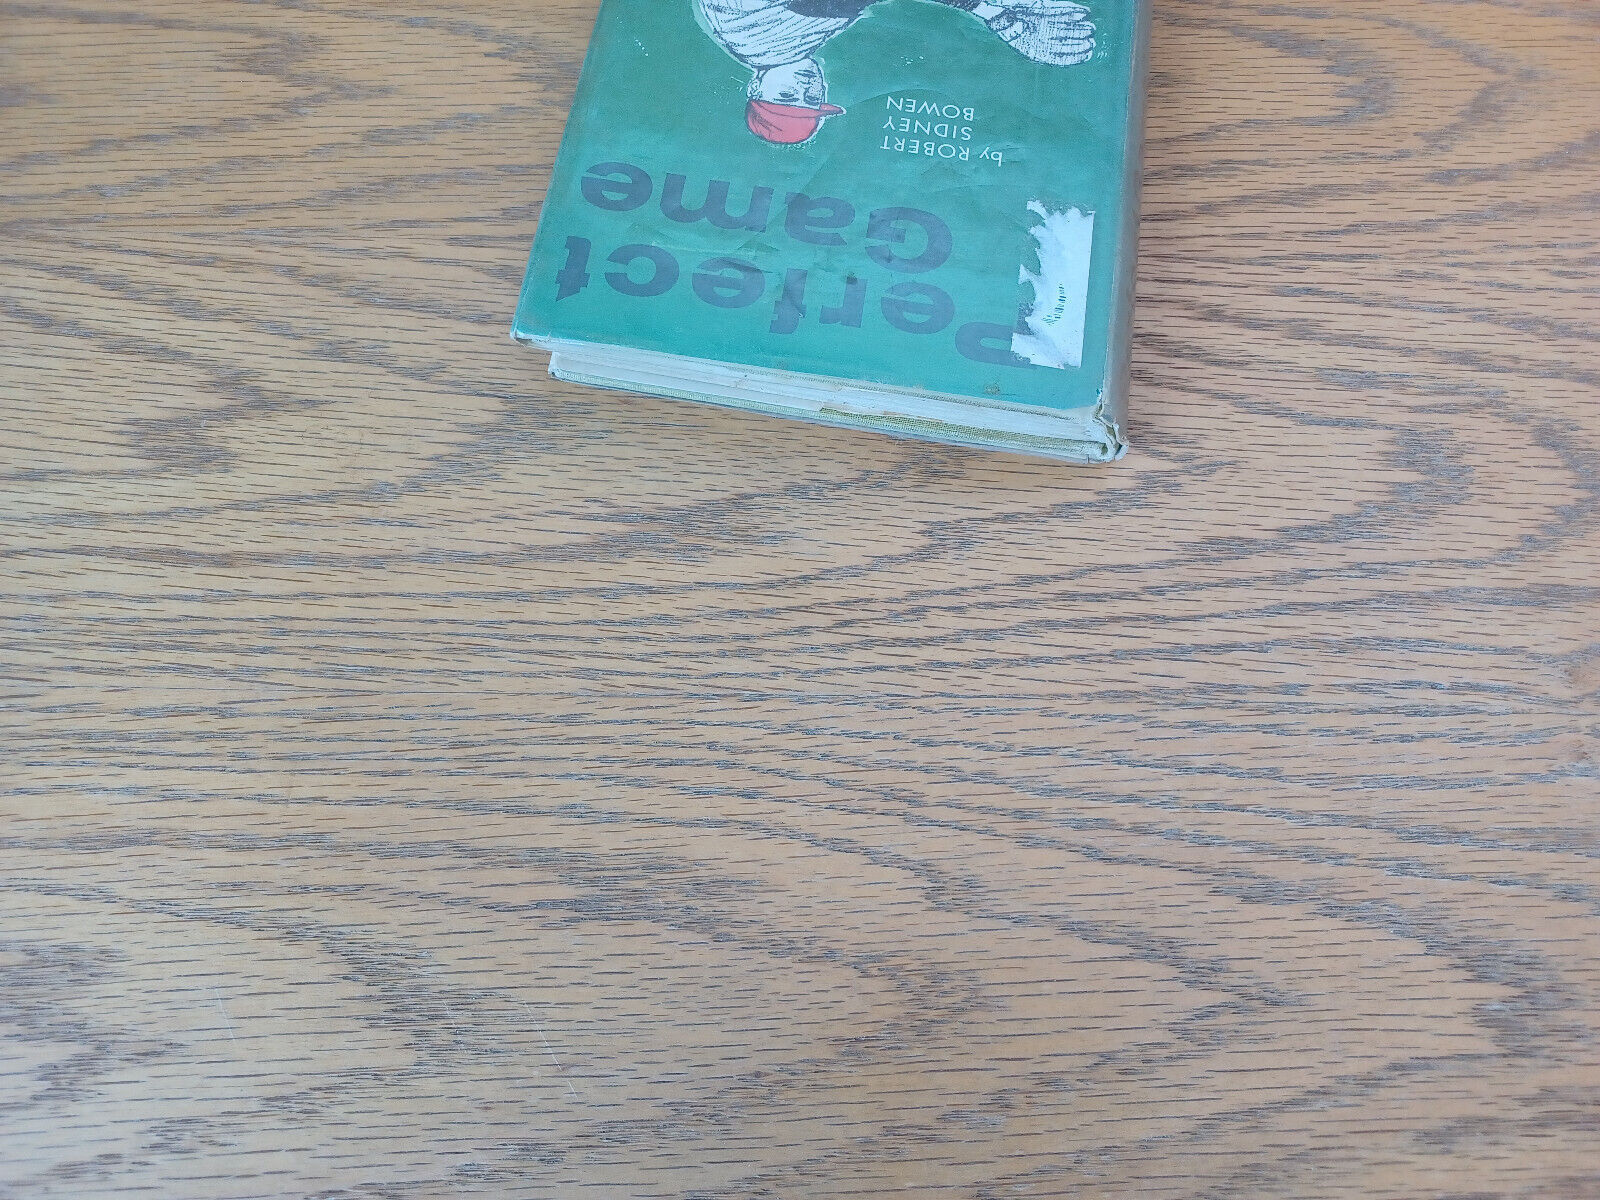 Perfect
Game
by ROBERT
SIDNEY
BOWEN